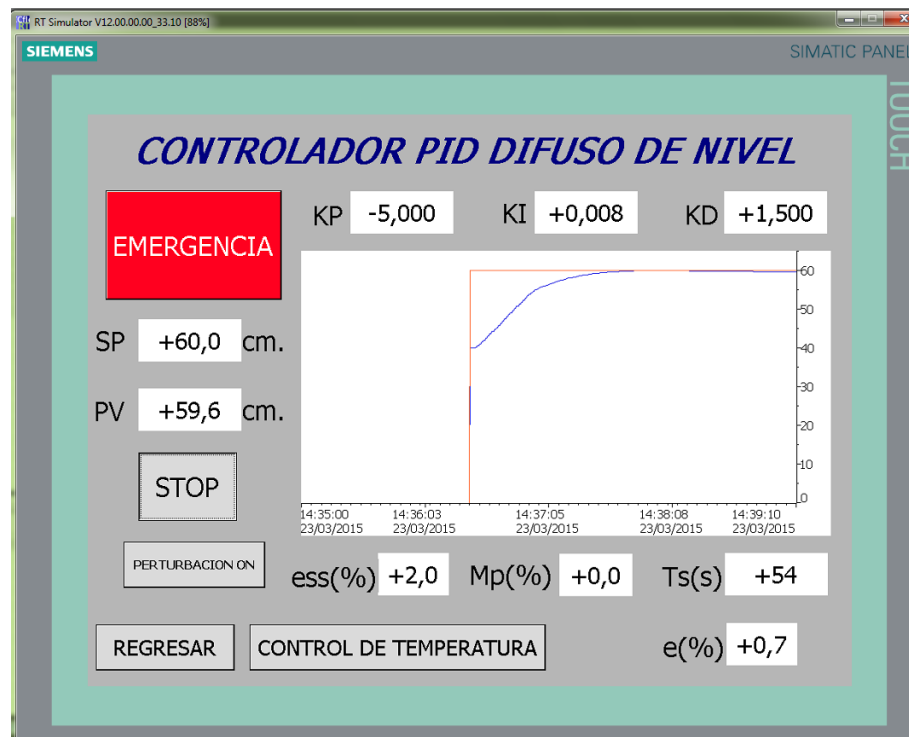 RT Simulator V12.00.00.00_33.10 [88%]
SIEMENS
SIMATIC PANEL
TOUCH
CONTROLADOR PID DIFUSO DE NIVEL
EMERGENCIA
KP -5,000 KI +0,008 KD +1,500
SP +60,0 cm.
PV +59,6 cm.
STOP
PERTURBACION ON
60
50
40
30
20
10
0
14:35:00 14:36:03 14:37:05 14:38:08 14:39:10
23/03/2015 23/03/2015 23/03/2015 23/03/2015 23/03/2015
ess(%) +2,0 Mp(%) +0,0 Ts(s) +54
REGRESAR CONTROL DE TEMPERATURA e(%) +0,7